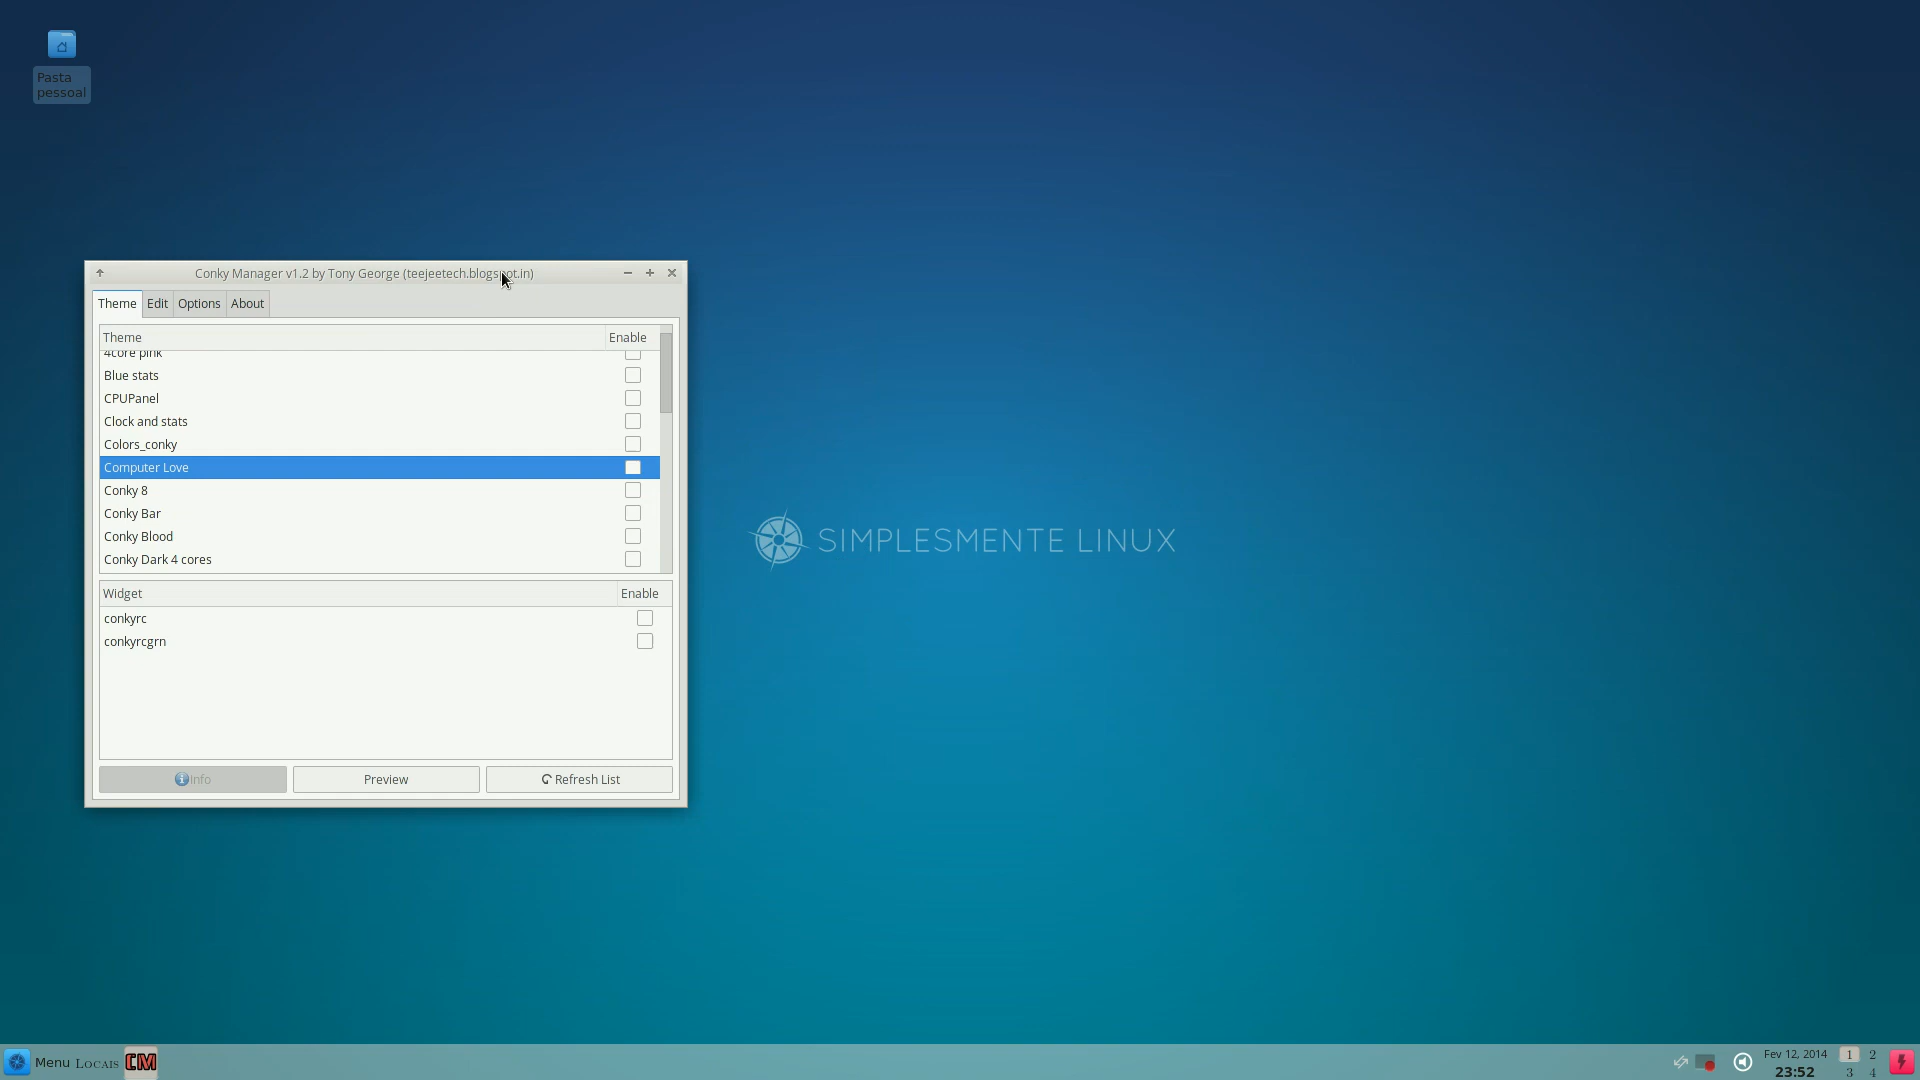 Pasta
pessoal
Conky Manager v1.2 by Tony George (teejeetech.blogspot.in)
Theme Edit Options About
Theme Enable
4core pink
Blue stats
CPUPanel
Clock and stats
Colors_conky
Computer Love
Conky 8
Conky Bar
Conky Blood
Conky Dark 4 cores
SIMPLESMENTE LINUX
Widget Enable
conkyrc
conkyrcgrn
Info Preview Refresh List
Menu Locais CM
Fev 12, 2014
23:52
1 2
3 4